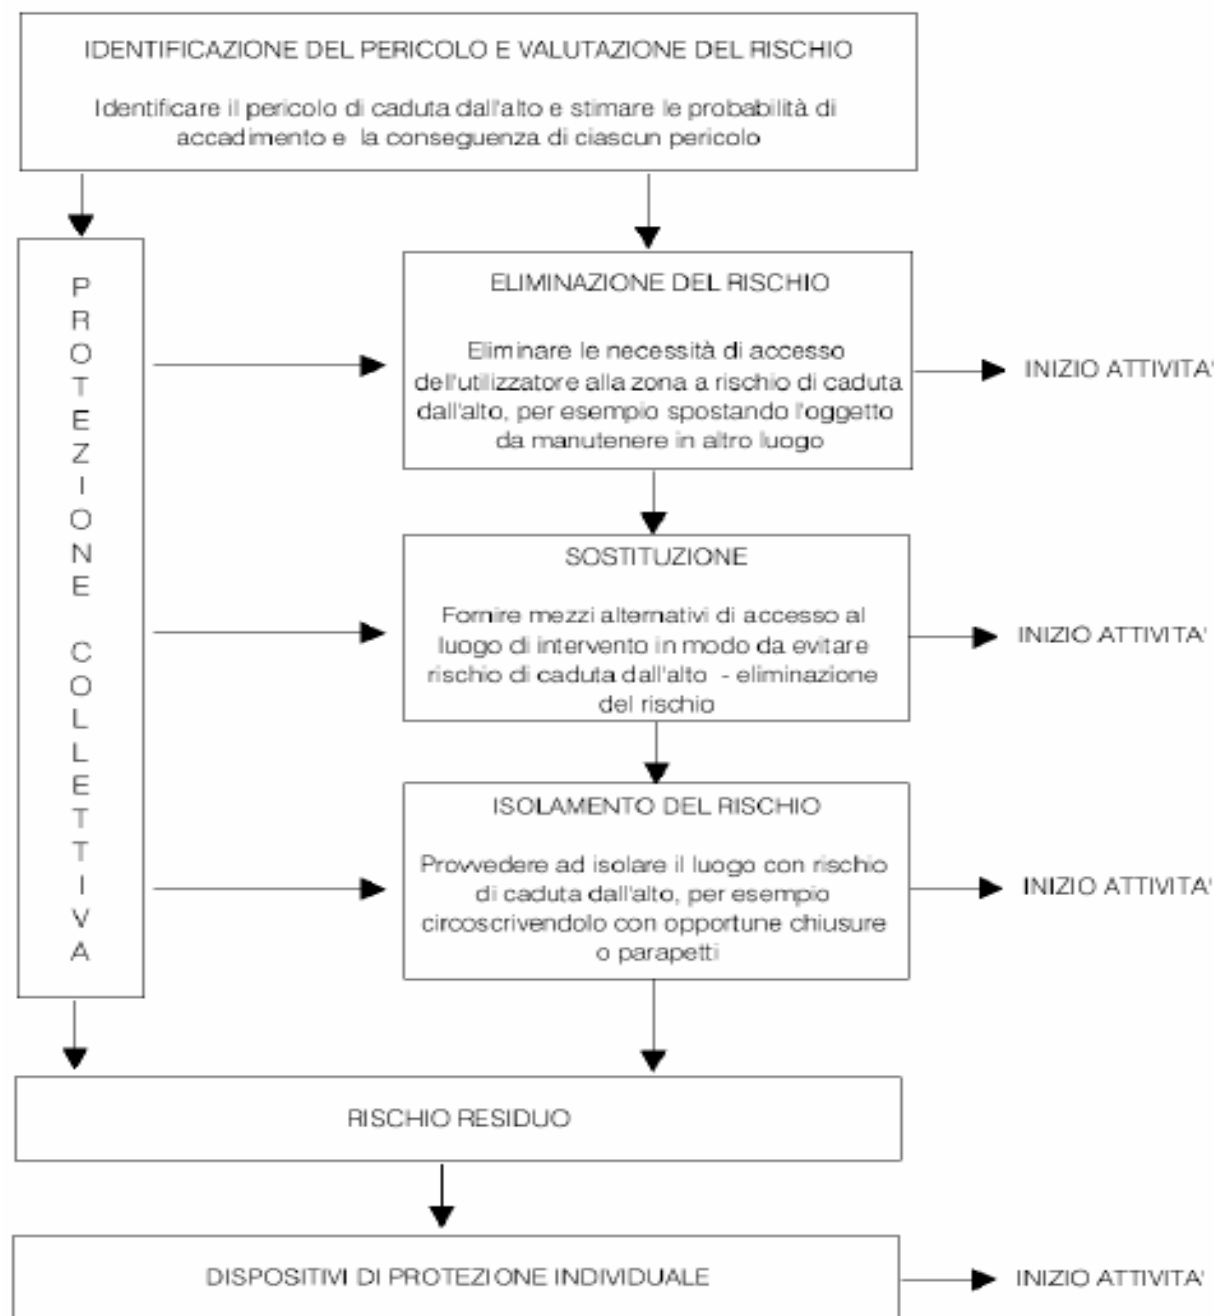 IDENTIFICAZIONE DEL PERICOLO E VALUTAZIONE DEL RISCHIO
Identificare il pericolo di caduta dall'alto e stimare le probabilità di
accadimento e la conseguenza di ciascun pericolo
PROTEZIONE COLLETTIVA
ELIMINAZIONE DEL RISCHIO
Eliminare le necessità di accesso
dell'utilizzatore alla zona a rischio di caduta
dall'alto, per esempio spostando l'oggetto
da manutenere in altro luogo
INIZIO ATTIVITA'
SOSTITUZIONE
Fornire mezzi alternativi di accesso al
luogo di intervento in modo da evitare
rischio di caduta dall'alto - eliminazione
del rischio
INIZIO ATTIVITA'
ISOLAMENTO DEL RISCHIO
Provvedere ad isolare il luogo con rischio
di caduta dall'alto, per esempio
circoscrivendolo con opportune chiusure
o parapetti
INIZIO ATTIVITA'
RISCHIO RESIDUO
DISPOSITIVI DI PROTEZIONE INDIVIDUALE
INIZIO ATTIVITA'